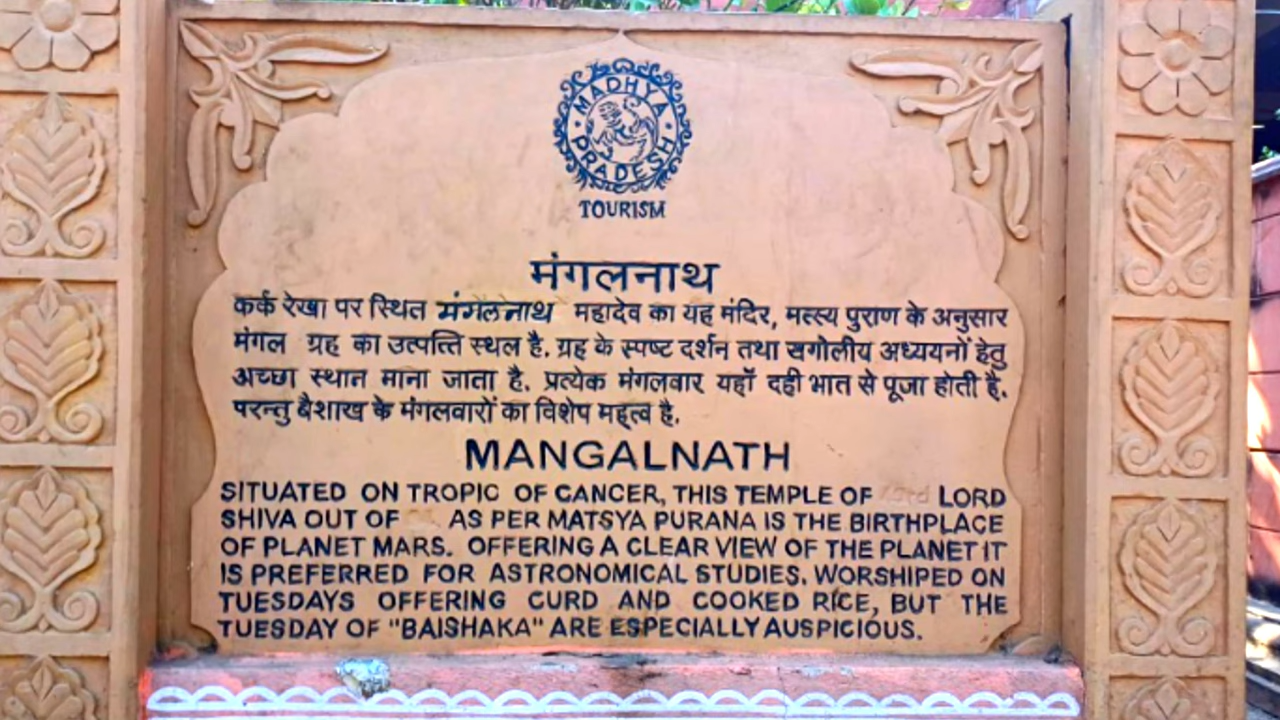 MADHYA PRADESH
TOURISM
मंगलनाथ
कर्क रेखा पर स्थित मंगलनाथ महादेव का यह मंदिर, मत्स्य पुराण के अनुसार
मंगल ग्रह का उत्पत्ति स्थल है. ग्रह के स्पष्ट दर्शन तथा खगोलीय अध्ययनों हेतु
अच्छा स्थान माना जाता है. प्रत्येक मंगलवार यहाँ दही भात से पूजा होती है.
परन्तु बैशाख के मंगलवारों का विशेष महत्व है.
MANGALNATH
SITUATED ON TROPIC OF CANCER, THIS TEMPLE OF LORD
SHIVA OUT OF AS PER MATSYA PURANA IS THE BIRTHPLACE
OF PLANET MARS. OFFERING A CLEAR VIEW OF THE PLANET IT
IS PREFERRED FOR ASTRONOMICAL STUDIES. WORSHIPED ON
TUESDAYS OFFERING CURD AND COOKED RICE, BUT THE
TUESDAY OF "BAISHAKA" ARE ESPECIALLY AUSPICIOUS.